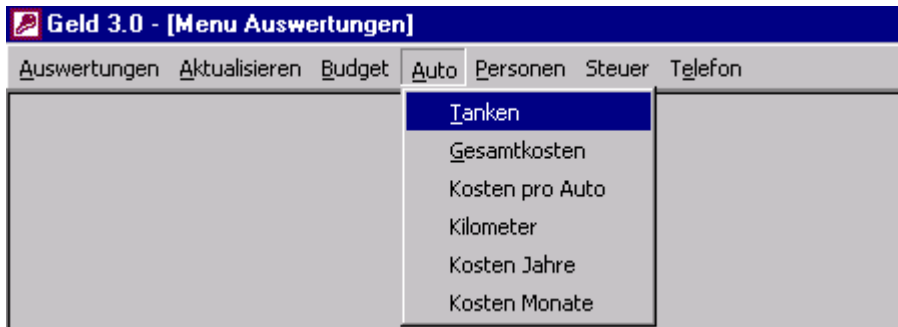 Geld 3.0 - [Menu Auswertungen]
Auswertungen Aktualisieren Budget Auto Personen Steuer Telefon
Tanken
Gesamtkosten
Kosten pro Auto
Kilometer
Kosten Jahre
Kosten Monate